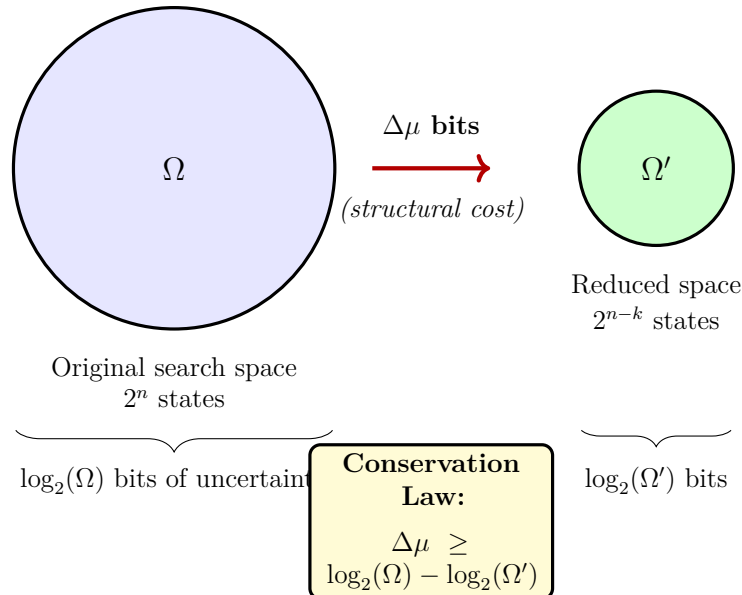 Δμ bits
Ω
Ω′
(structural cost)
Reduced space
2^{n−k} states
Original search space
2^n states
log₂(Ω) bits of uncertaint
log₂(Ω′) bits
Conservation
Law:
Δμ ≥
log₂(Ω) − log₂(Ω′)